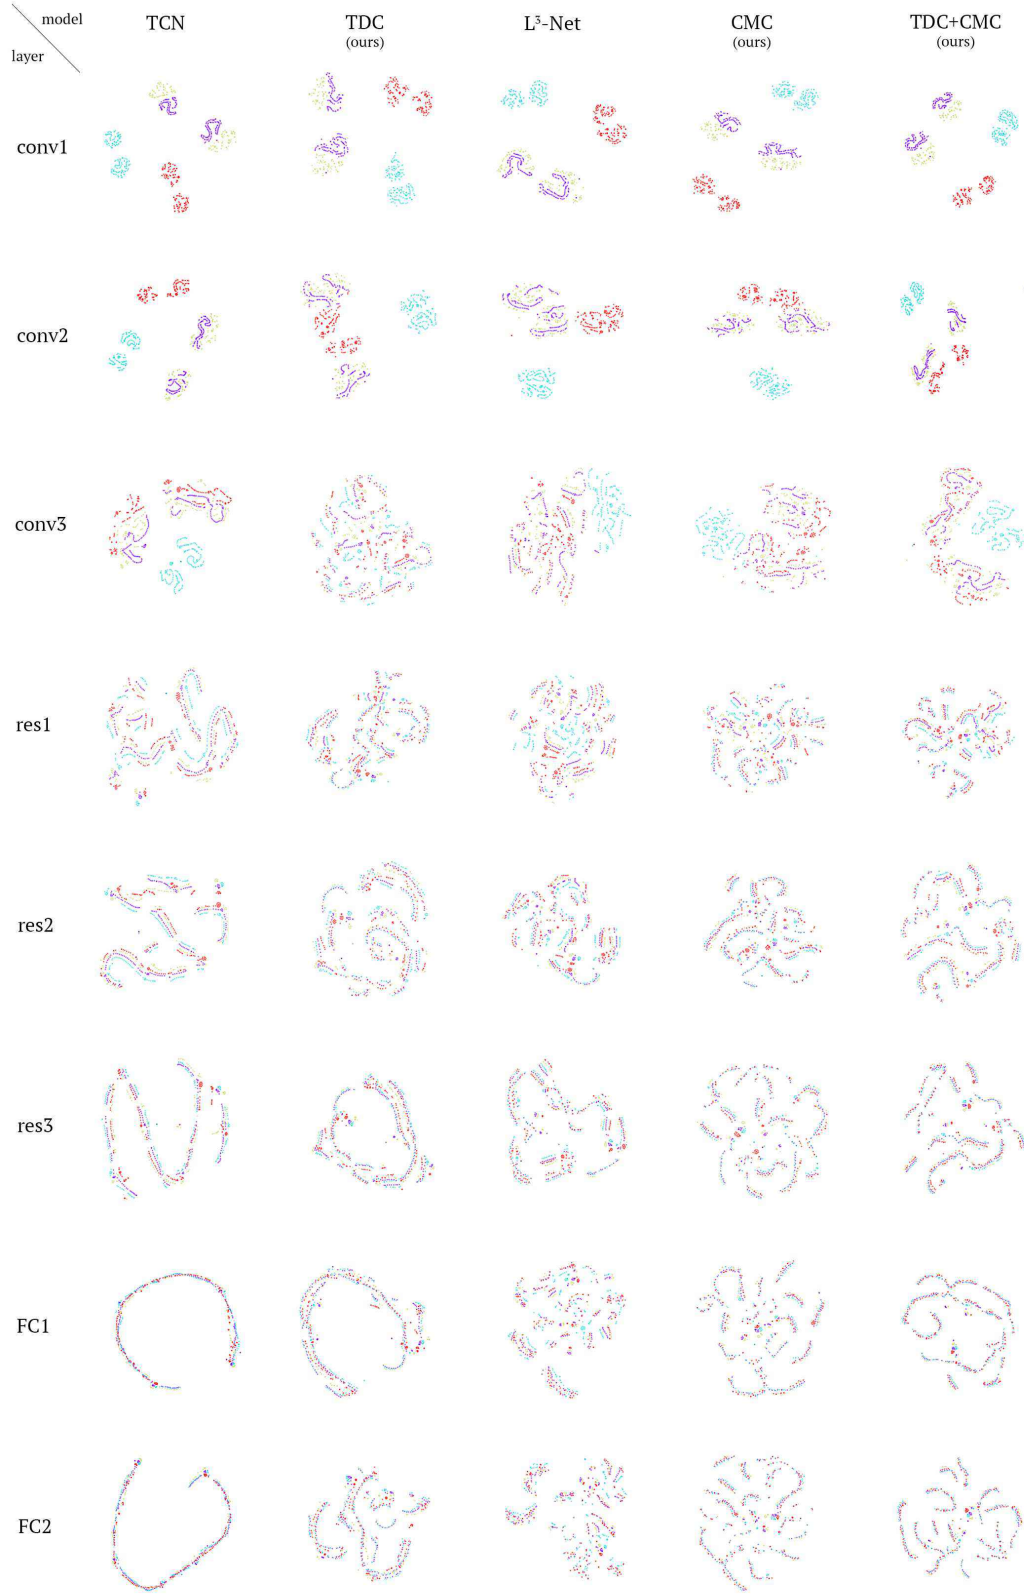 model
layer
TCN
TDC
(ours)
L³-Net
CMC
(ours)
TDC+CMC
(ours)
conv1
conv2
conv3
res1
res2
res3
FC1
FC2